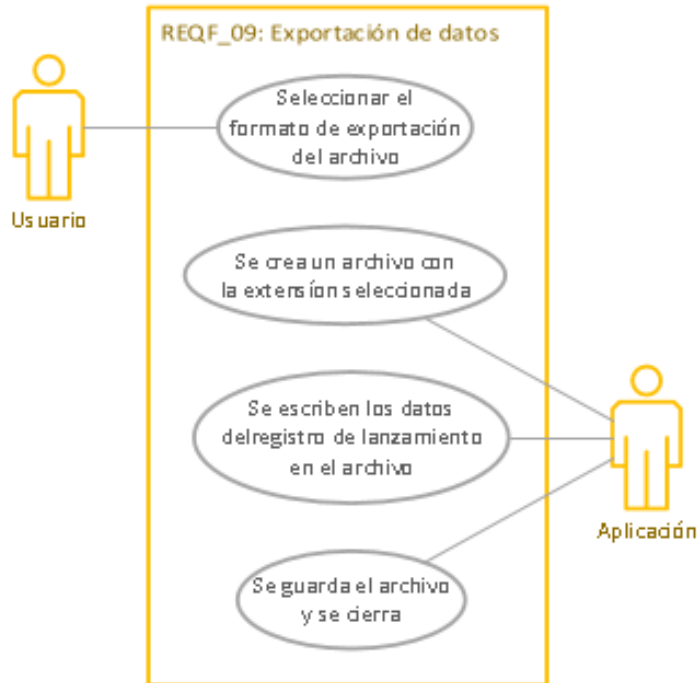 REQF_09: Exportación de datos
Seleccionar el
formato de exportación
del archivo
Usuario
Se crea un archivo con
la extensión seleccionada
Se escriben los datos
delregistro de lanzamiento
en el archivo
Aplicación
Se guarda el archivo
y se cierra